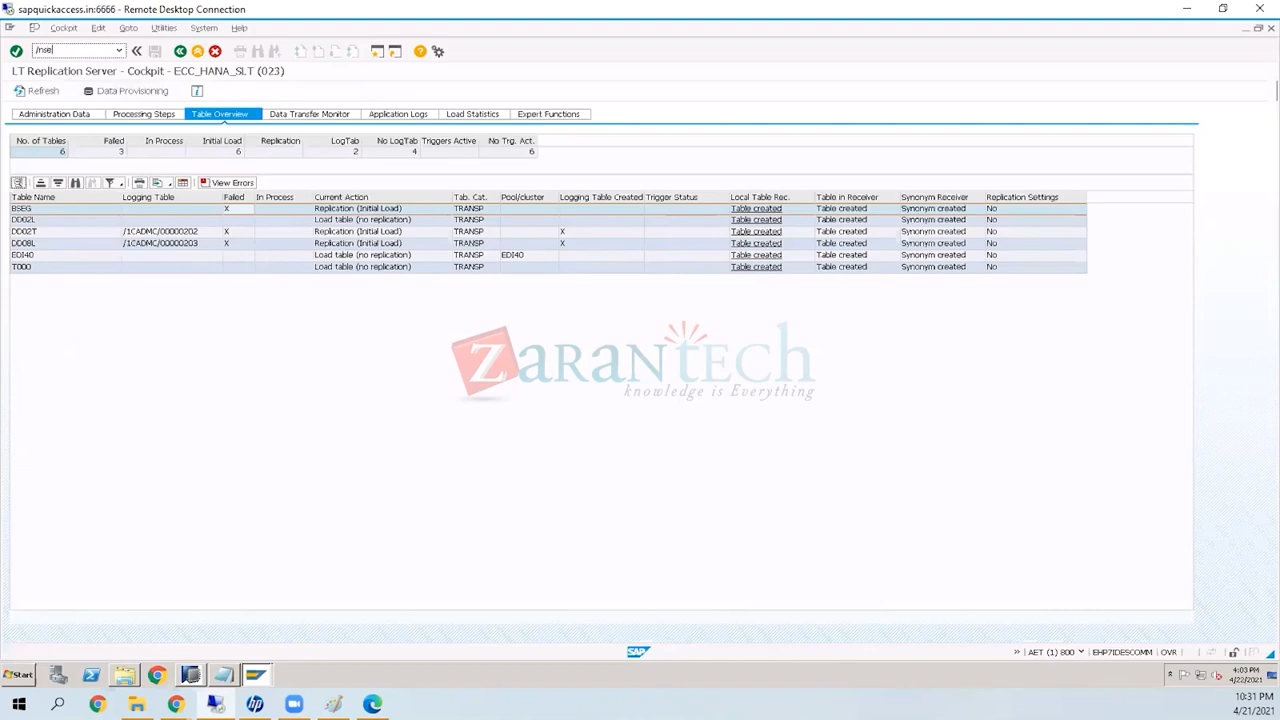 sapquickaccess.in:6666 - Remote Desktop Connection
Cockpit Edit Goto Utilities System Help
/nse
LT Replication Server - Cockpit - ECC_HANA_SLT (023)
Refresh Data Provisioning
Administration Data Processing Steps Table Overview Data Transfer Monitor Application Logs Load Statistics Expert Functions
No. of Tables Failed In Process Initial Load Replication LogTab No LogTab Triggers Active No Trg. Act.
6 3 6 2 4 6
View Errors
Table Name Logging Table Failed In Process Current Action Tab. Cat. Pool/cluster Logging Table Created Trigger Status Local Table Rec. Table in Receiver Synonym Receiver Replication Settings
BSEG X Replication (Initial Load) TRANSP Table created Table created Synonym created No
DD02L Load table (no replication) TRANSP Table created Table created Synonym created No
DD02T /1CADMC/00000202 X Replication (Initial Load) TRANSP X Table created Table created Synonym created No
DD08L /1CADMC/00000203 X Replication (Initial Load) TRANSP X Table created Table created Synonym created No
EDI40 Load table (no replication) TRANSP EDI40 Table created Table created Synonym created No
T000 Load table (no replication) TRANSP Table created Table created Synonym created No
ZaranTech
knowledge is Everything
SAP » AET (1) 800 EHP7IDESCOMM OVR
Start 4:03 PM
4/22/2021
10:31 PM
4/21/2021